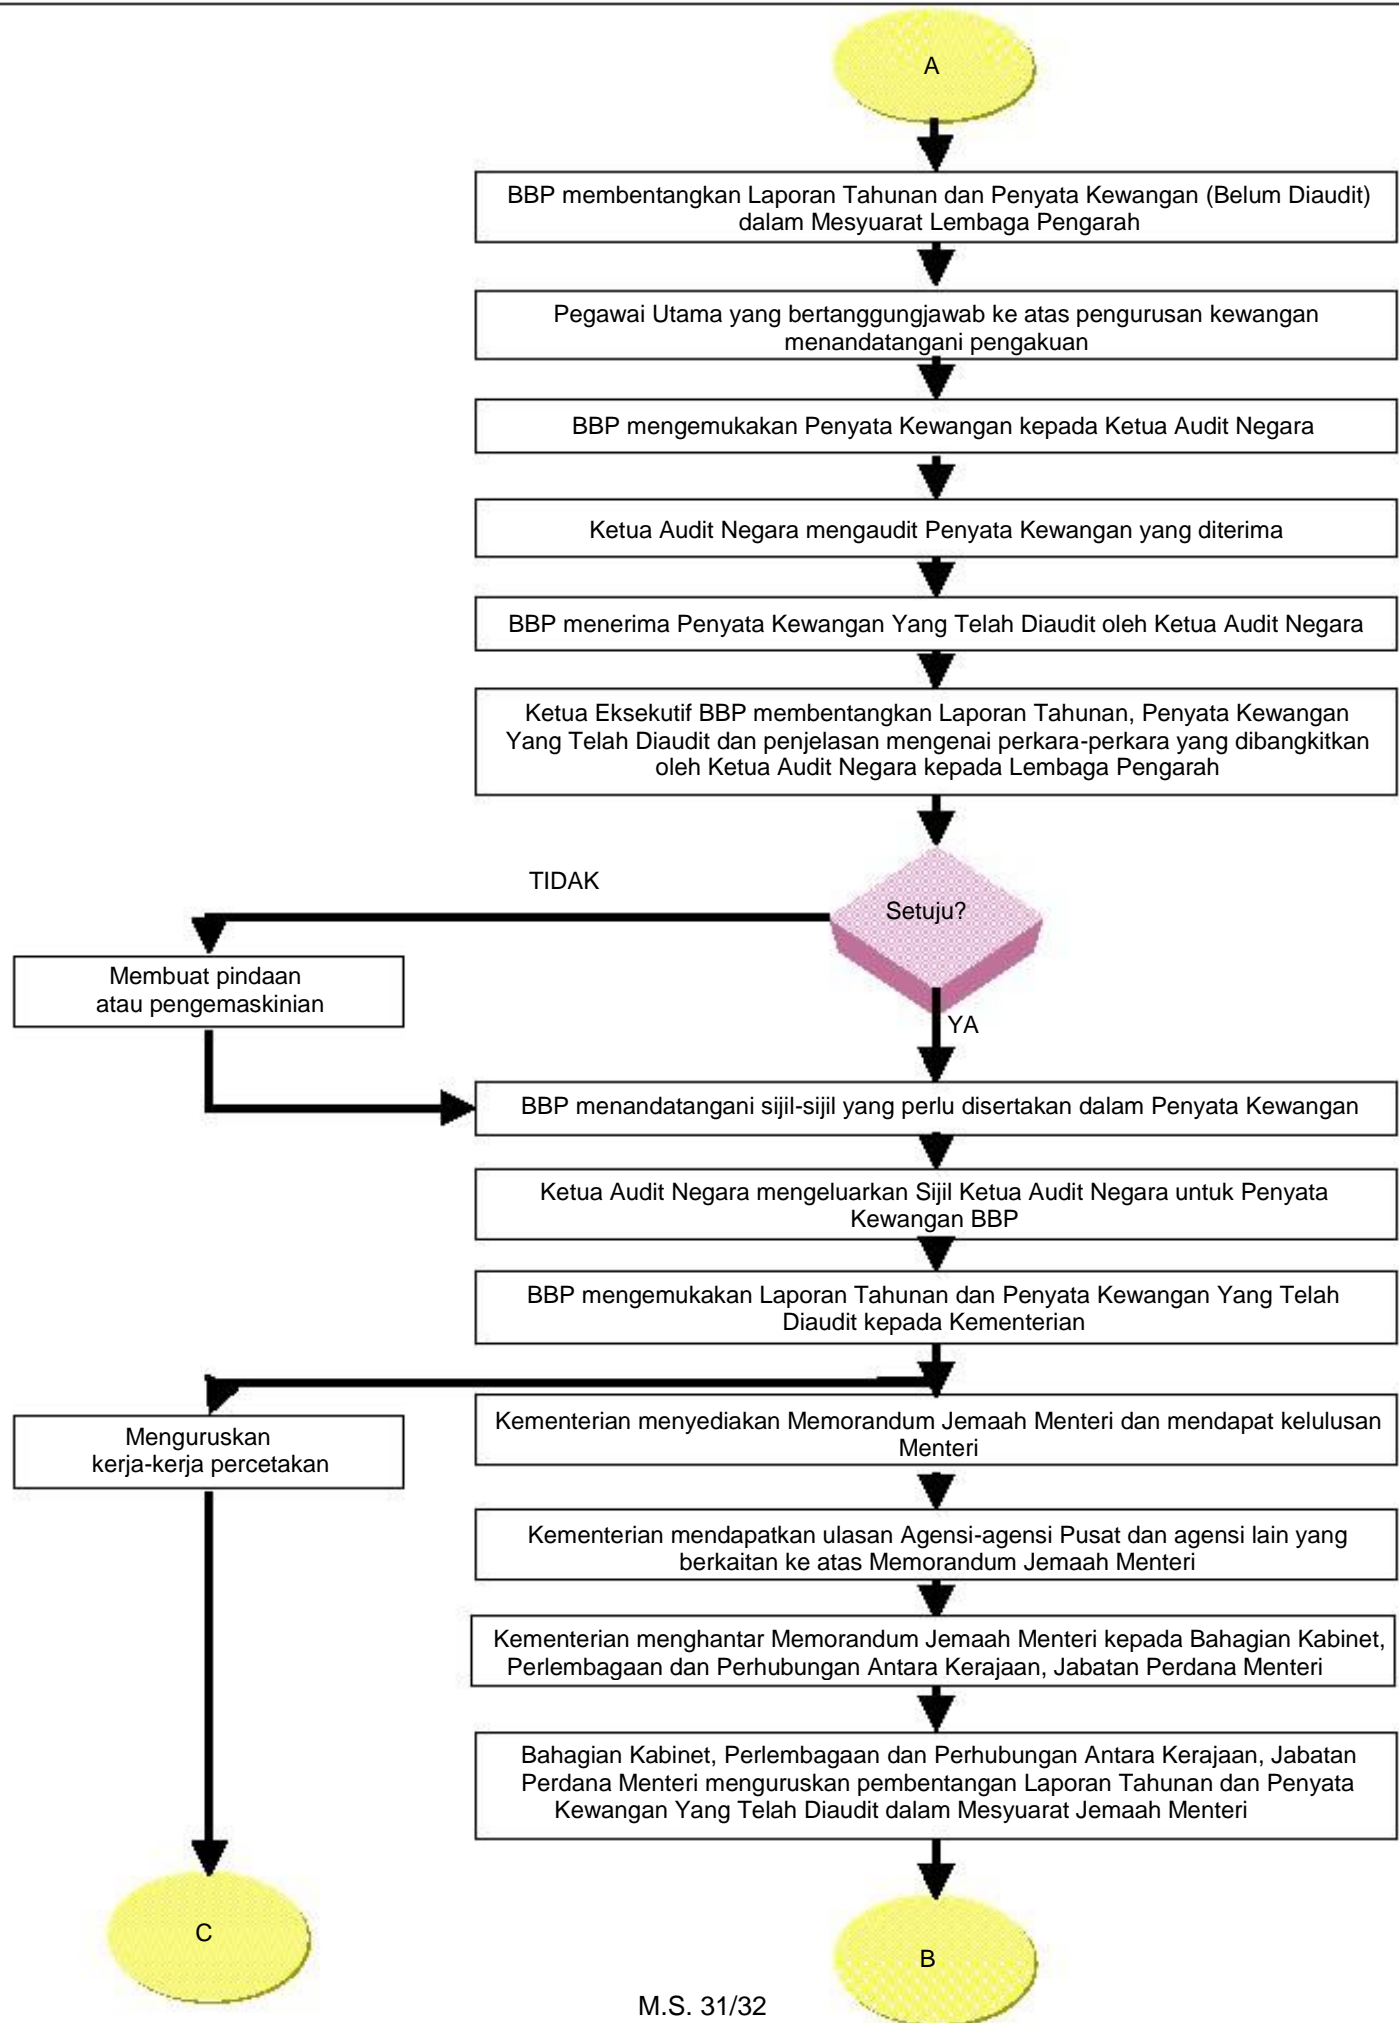 A
BBP membentangkan Laporan Tahunan dan Penyata Kewangan (Belum Diaudit)
dalam Mesyuarat Lembaga Pengarah
Pegawai Utama yang bertanggungjawab ke atas pengurusan kewangan
menandatangani pengakuan
BBP mengemukakan Penyata Kewangan kepada Ketua Audit Negara
Ketua Audit Negara mengaudit Penyata Kewangan yang diterima
BBP menerima Penyata Kewangan Yang Telah Diaudit oleh Ketua Audit Negara
Ketua Eksekutif BBP membentangkan Laporan Tahunan, Penyata Kewangan
Yang Telah Diaudit dan penjelasan mengenai perkara-perkara yang dibangkitkan
oleh Ketua Audit Negara kepada Lembaga Pengarah
TIDAK
Setuju?
Membuat pindaan
atau pengemaskinian
YA
BBP menandatangani sijil-sijil yang perlu disertakan dalam Penyata Kewangan
Ketua Audit Negara mengeluarkan Sijil Ketua Audit Negara untuk Penyata
Kewangan BBP
BBP mengemukakan Laporan Tahunan dan Penyata Kewangan Yang Telah
Diaudit kepada Kementerian
Kementerian menyediakan Memorandum Jemaah Menteri dan mendapat kelulusan
Menteri
Menguruskan
kerja-kerja percetakan
Kementerian mendapatkan ulasan Agensi-agensi Pusat dan agensi lain yang
berkaitan ke atas Memorandum Jemaah Menteri
Kementerian menghantar Memorandum Jemaah Menteri kepada Bahagian Kabinet,
Perlembagaan dan Perhubungan Antara Kerajaan, Jabatan Perdana Menteri
Bahagian Kabinet, Perlembagaan dan Perhubungan Antara Kerajaan, Jabatan
Perdana Menteri menguruskan pembentangan Laporan Tahunan dan Penyata
Kewangan Yang Telah Diaudit dalam Mesyuarat Jemaah Menteri
C
B
M.S. 31/32